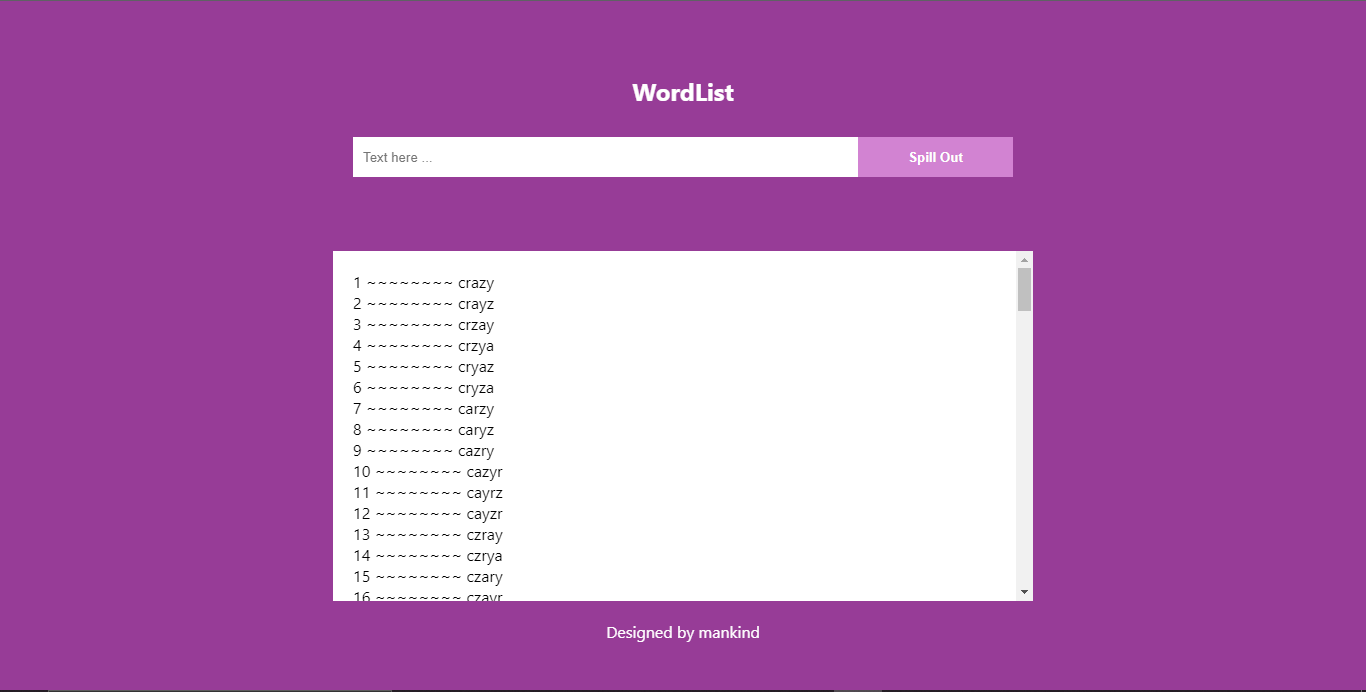 WordList
Text here ...
Spill Out
1 ~~~~~~~~ crazy
2 ~~~~~~~~ crayz
3 ~~~~~~~~ crzay
4 ~~~~~~~~ crzya
5 ~~~~~~~~ cryaz
6 ~~~~~~~~ cryza
7 ~~~~~~~~ carzy
8 ~~~~~~~~ caryz
9 ~~~~~~~~ cazry
10 ~~~~~~~~ cazyr
11 ~~~~~~~~ cayrz
12 ~~~~~~~~ cayzr
13 ~~~~~~~~ czray
14 ~~~~~~~~ czrya
15 ~~~~~~~~ czary
16 ~~~~~~~~ czayr
Designed by mankind